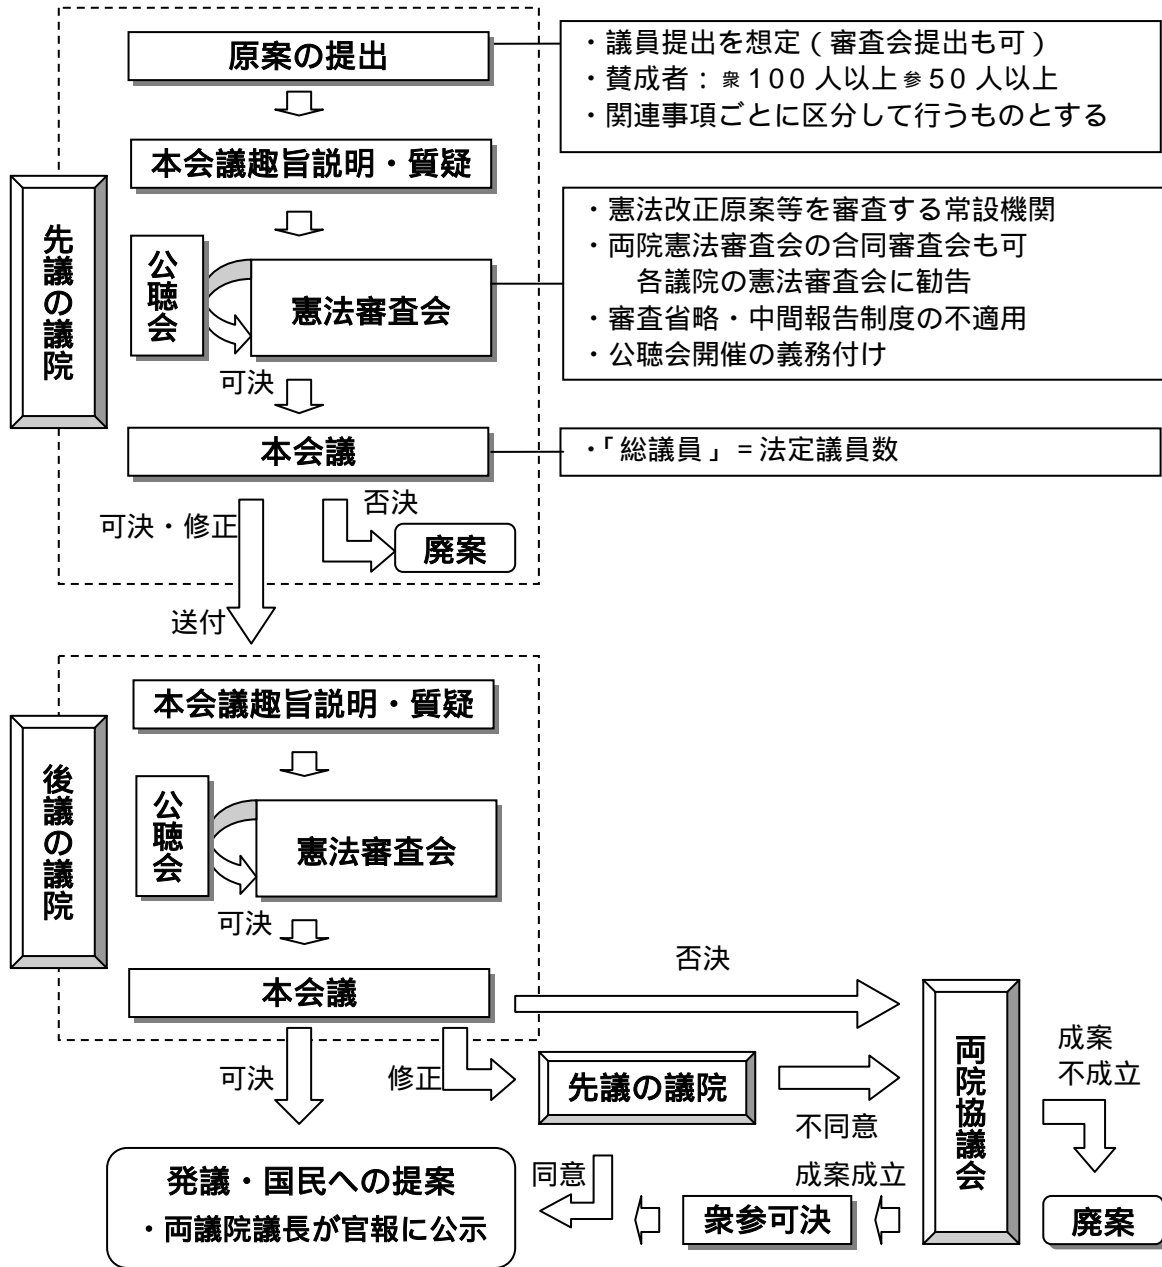 原案の提出
・議員提出を想定（審査会提出も可）
・賛成者：衆100人以上参50人以上
・関連事項ごとに区分して行うものとする
本会議趣旨説明・質疑
先議の議院
公聴会
憲法審査会
・憲法改正原案等を審査する常設機関
・両院憲法審査会の合同審査会も可
各議院の憲法審査会に勧告
・審査省略・中間報告制度の不適用
・公聴会開催の義務付け
可決
本会議
・「総議員」=法定議員数
可決・修正
否決
廃案
送付
本会議趣旨説明・質疑
後議の議院
公聴会
憲法審査会
可決
本会議
否決
両院協議会
可決
修正
先議の議院
不同意
成案
不成立
廃案
成案成立
衆参可決
同意
発議・国民への提案
・両議院議長が官報に公示